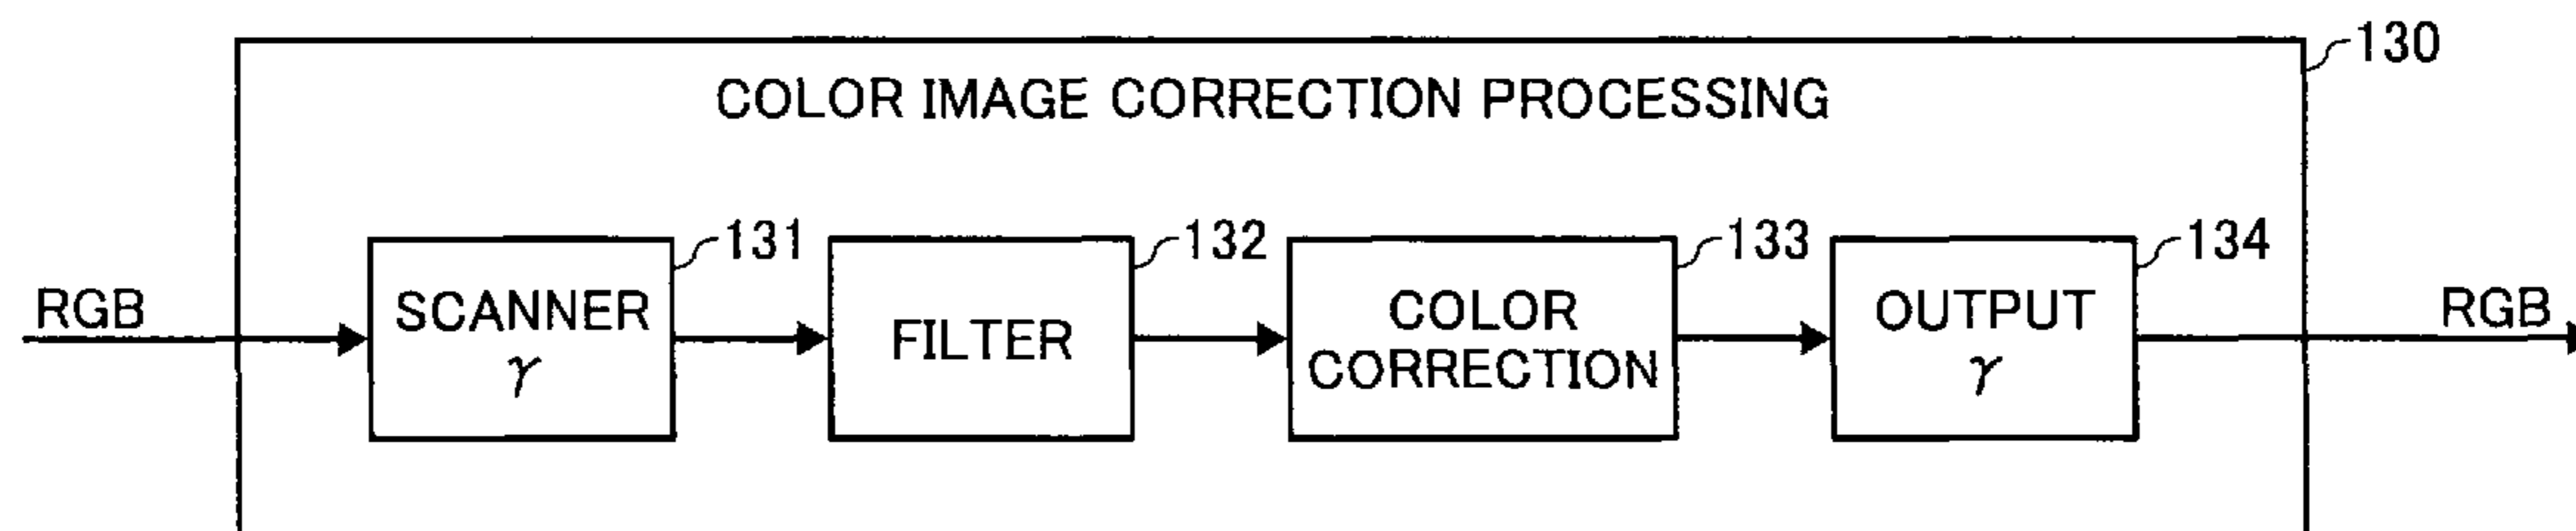 130
COLOR IMAGE CORRECTION PROCESSING
131
132
133
134
RGB
SCANNER
γ
FILTER
COLOR
CORRECTION
OUTPUT
γ
RGB